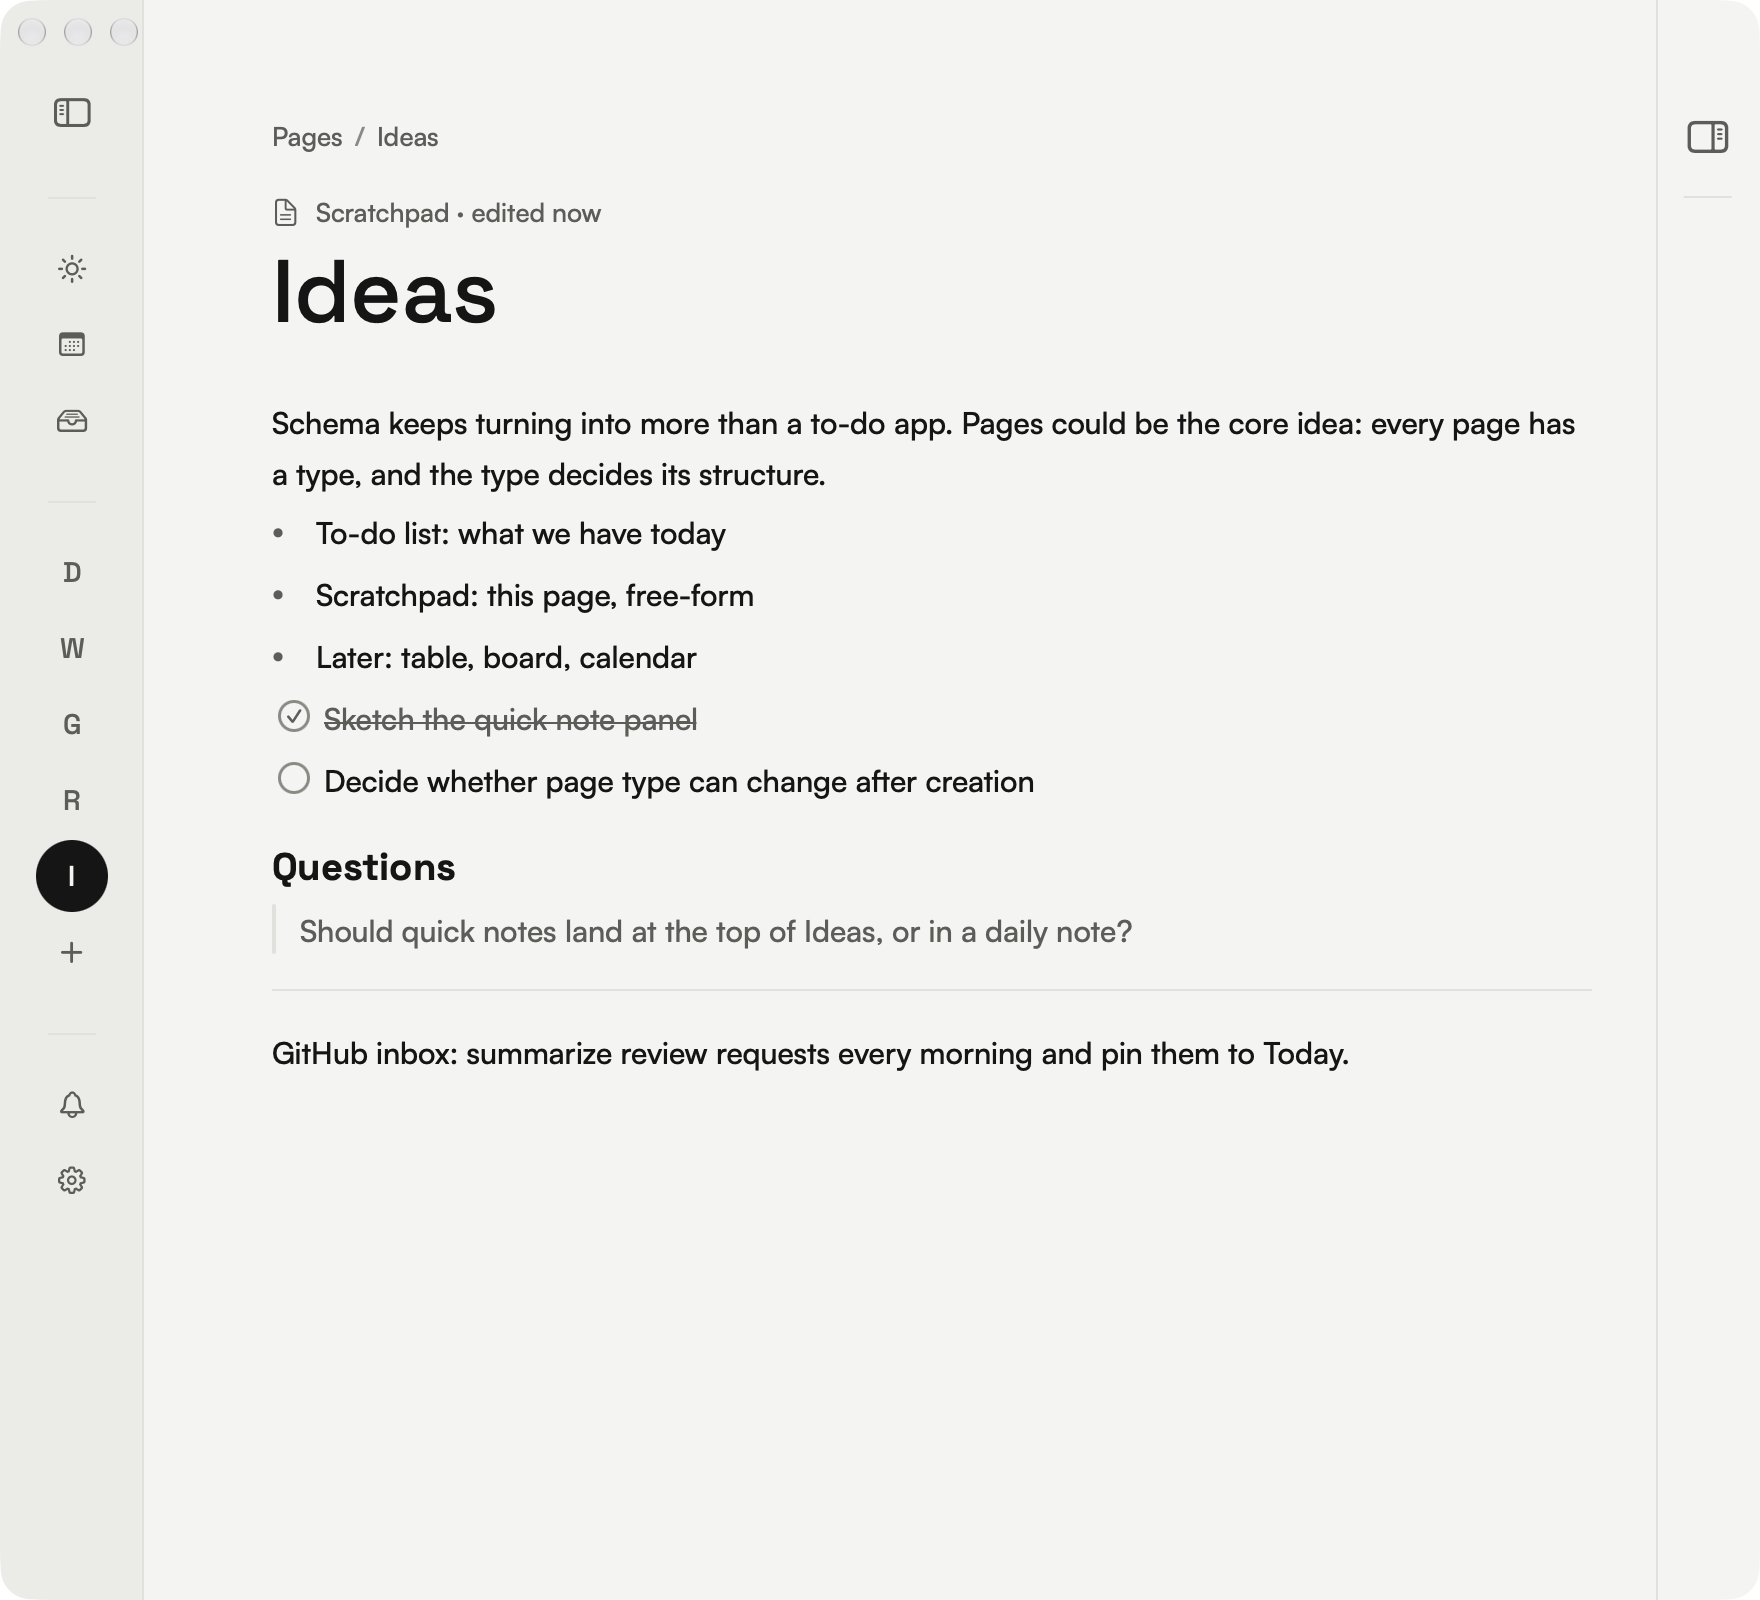 Pages / Ideas
Scratchpad · edited now
Ideas
Schema keeps turning into more than a to-do app. Pages could be the core idea: every page has
a type, and the type decides its structure.
• To-do list: what we have today
• Scratchpad: this page, free-form
• Later: table, board, calendar
Sketch the quick note panel
Decide whether page type can change after creation
Questions
Should quick notes land at the top of Ideas, or in a daily note?
GitHub inbox: summarize review requests every morning and pin them to Today.
D
W
G
R
I